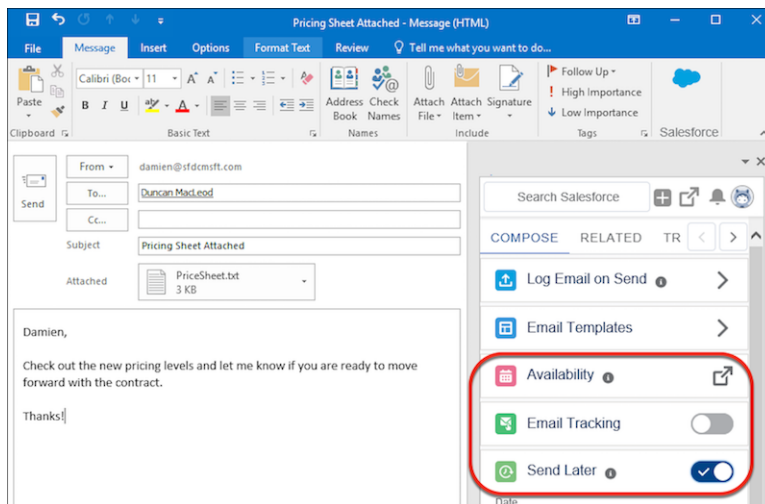 Pricing Sheet Attached - Message (HTML)
File Message Insert Options Format Text Review Tell me what you want to do...
Paste
Calibri (Boc 11 A A
B I U ab A
Address Book
Check Names
Attach File
Attach Item
Signature
Follow Up
High Importance
Low Importance
Clipboard Basic Text Names Include Tags Salesforce
Send
From damien@sfdcmsft.com
To... Duncan MacLeod
Cc...
Subject Pricing Sheet Attached
Attached PriceSheet.txt
3 KB
Damien,
Check out the new pricing levels and let me know if you are ready to move
forward with the contract.
Thanks!
Search Salesforce
COMPOSE RELATED TR
Log Email on Send
Email Templates
Availability
Email Tracking
Send Later
Date